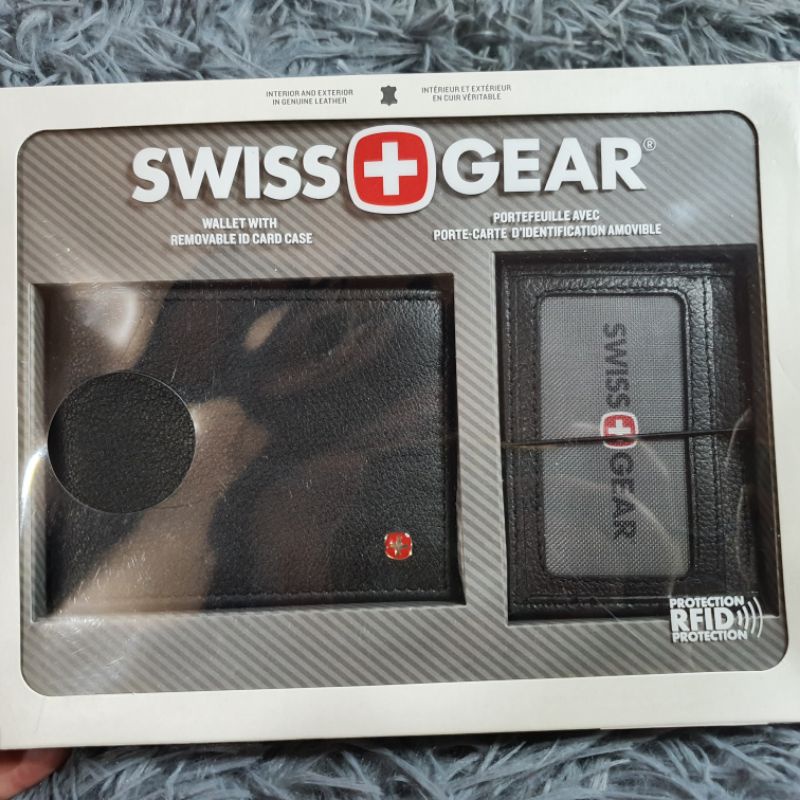 INTERIOR AND EXTERIOR
IN GENUINE LEATHER
INTÉRIEUR ET EXTÉRIEUR
EN CUIR VÉRITABLE
SWISS GEAR®
WALLET WITH
REMOVABLE ID CARD CASE
PORTEFEUILLE AVEC
PORTE-CARTE D'IDENTIFICATION AMOVIBLE
SWISS GEAR
PROTECTION
RFID
PROTECTION